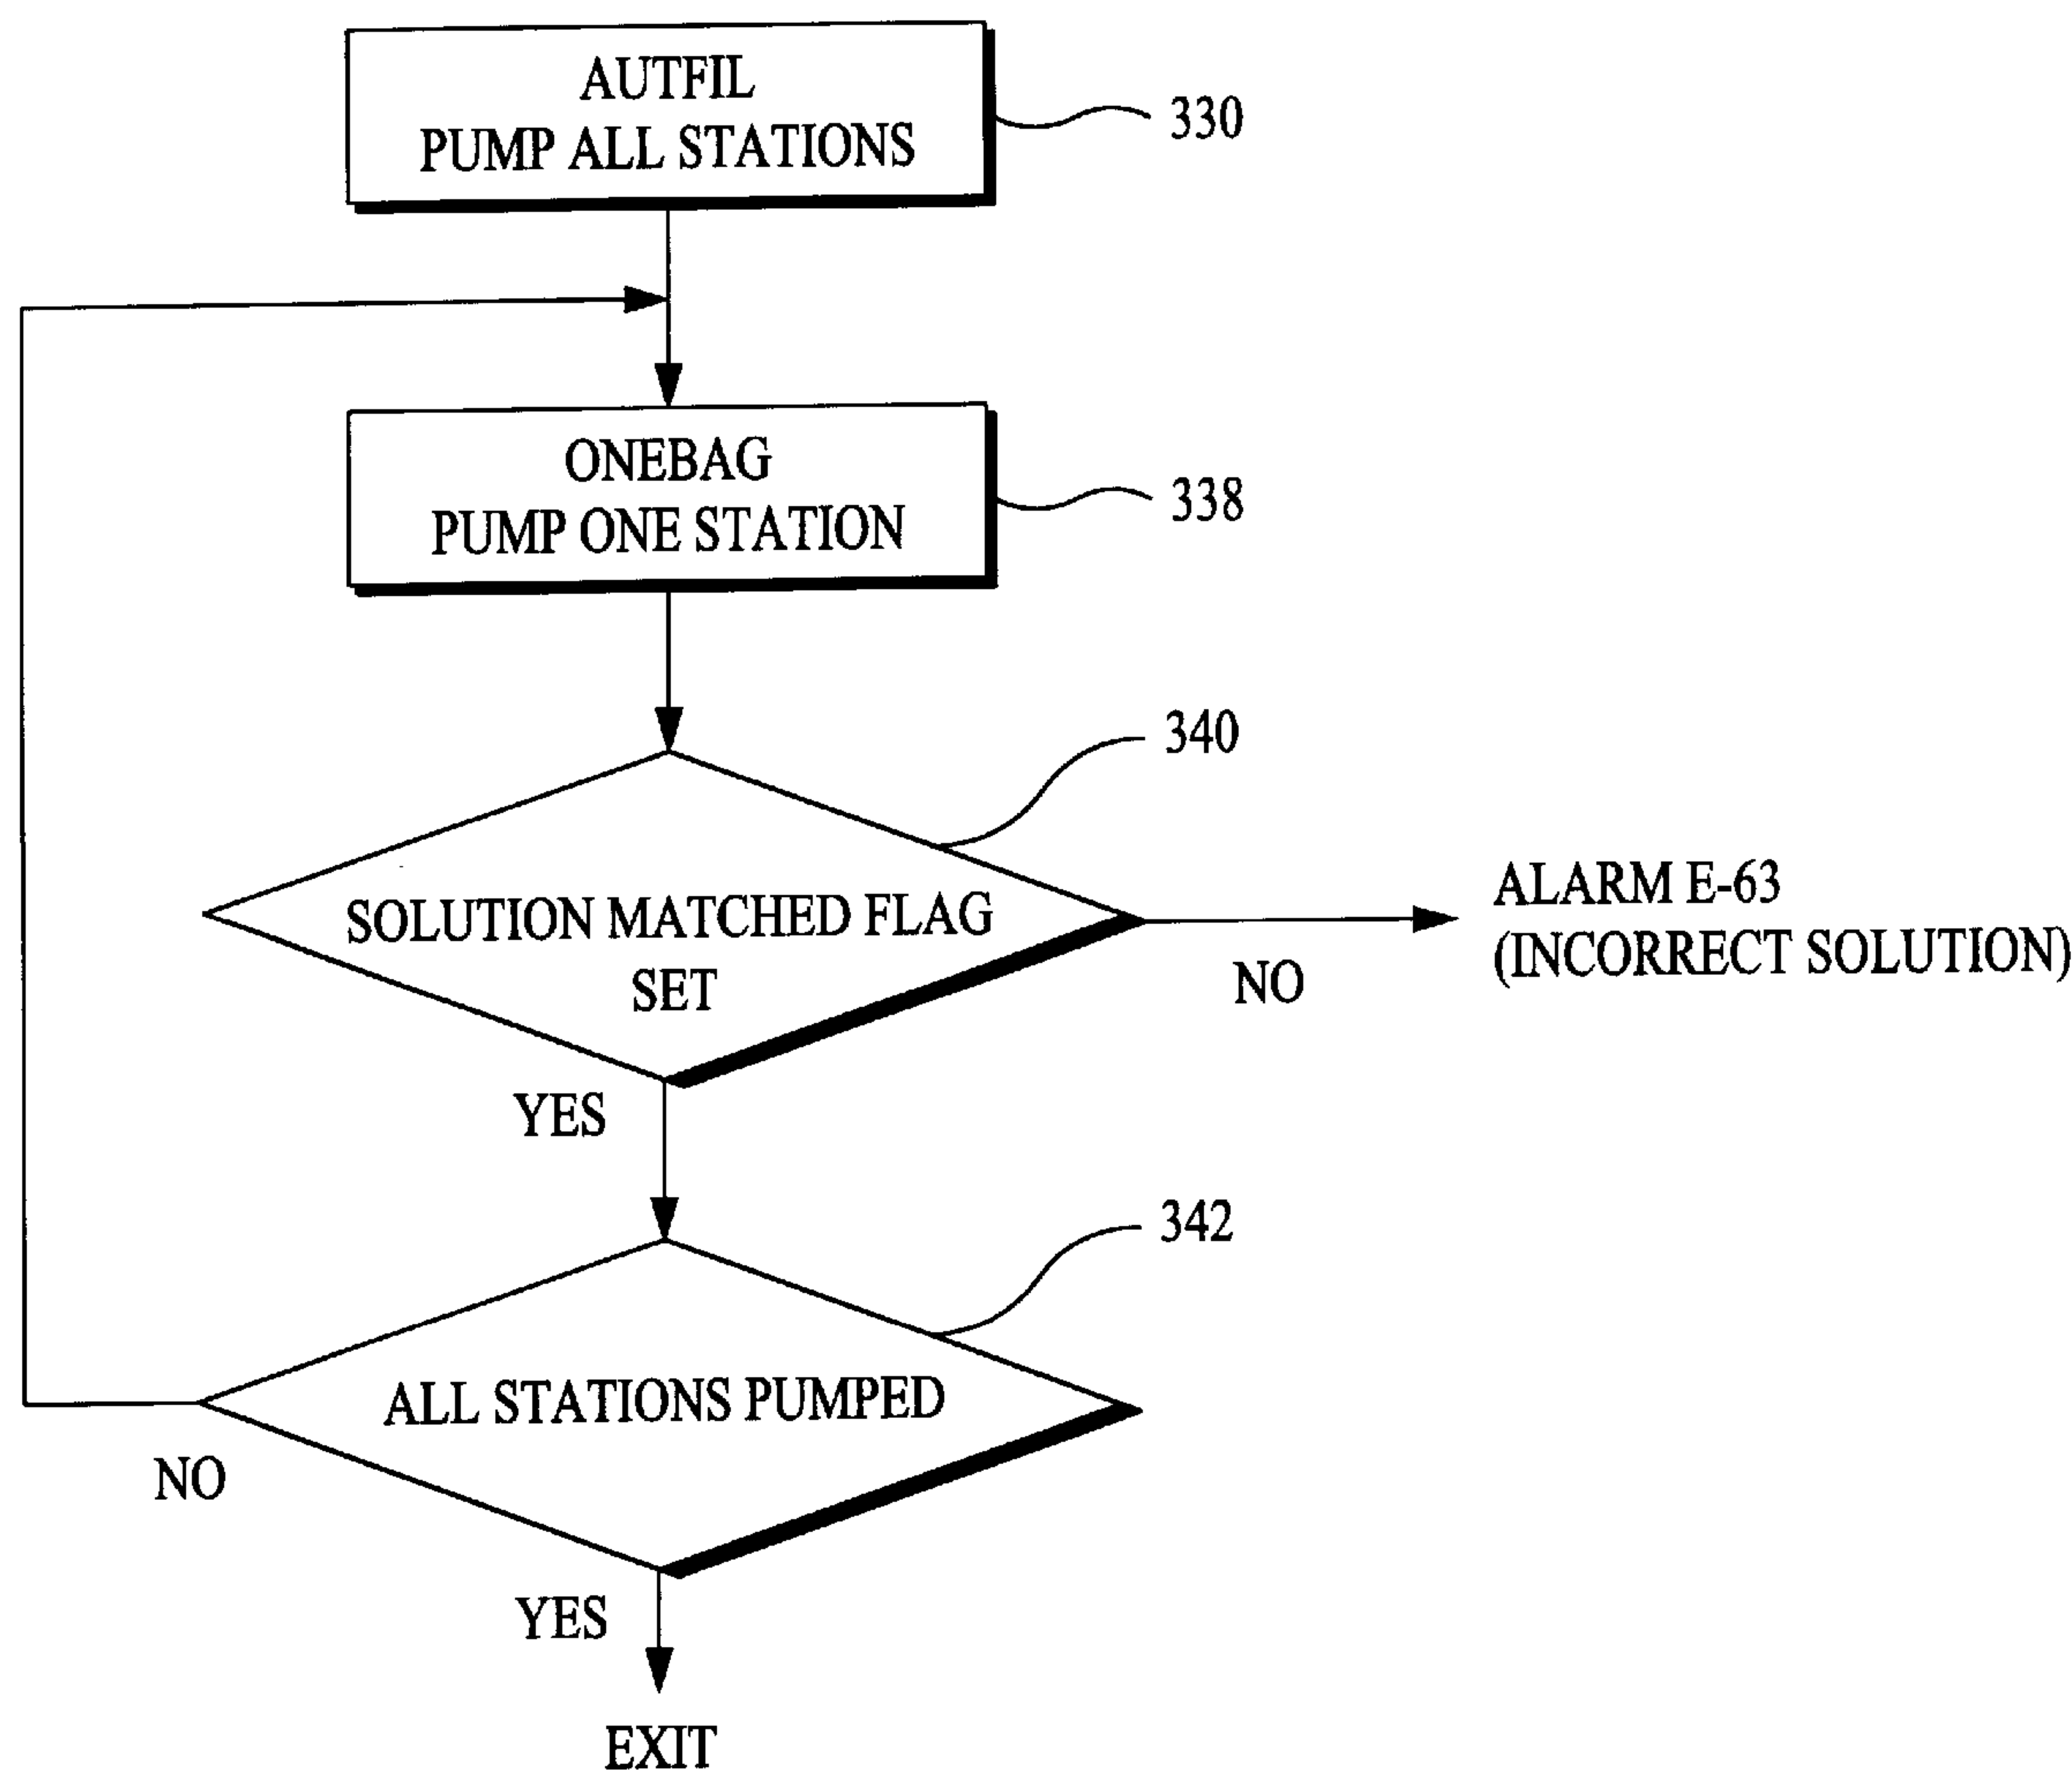 AUTFIL
PUMP ALL STATIONS
330
ONEBAG
PUMP ONE STATION
338
340
SOLUTION MATCHED FLAG
SET
ALARM E-63
(INCORRECT SOLUTION)
NO
YES
342
ALL STATIONS PUMPED
NO
YES
EXIT